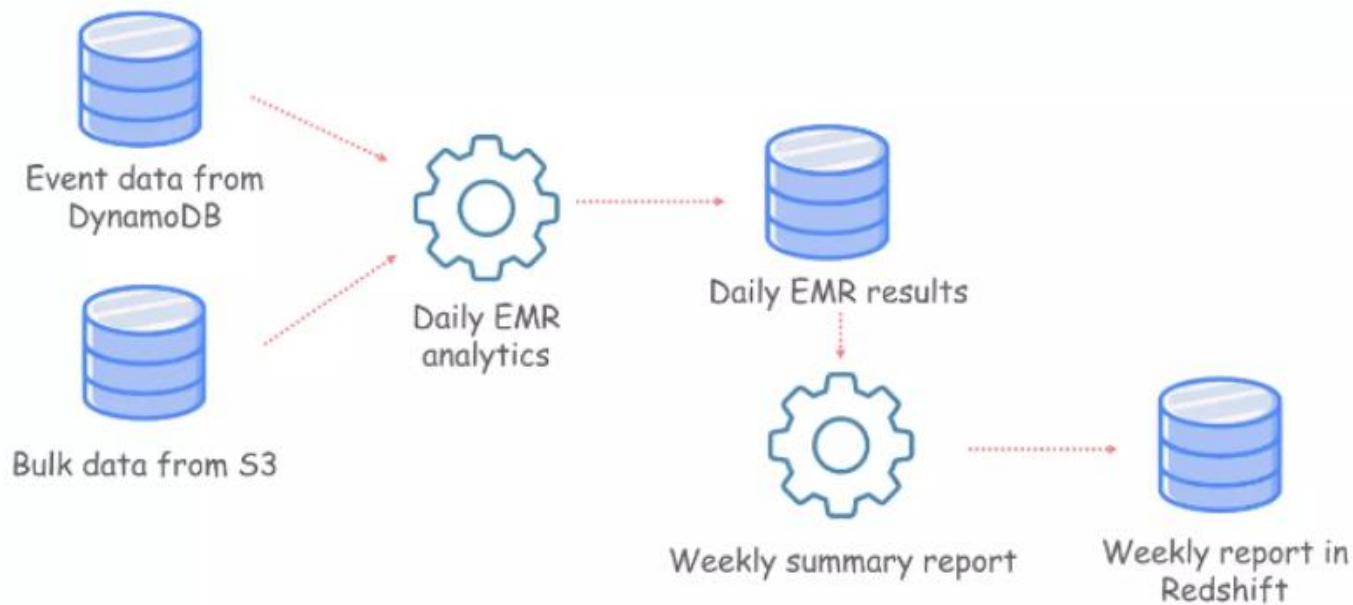 Event data from
DynamoDB
Bulk data from S3
Daily EMR
analytics
Daily EMR results
Weekly summary report
Weekly report in
Redshift